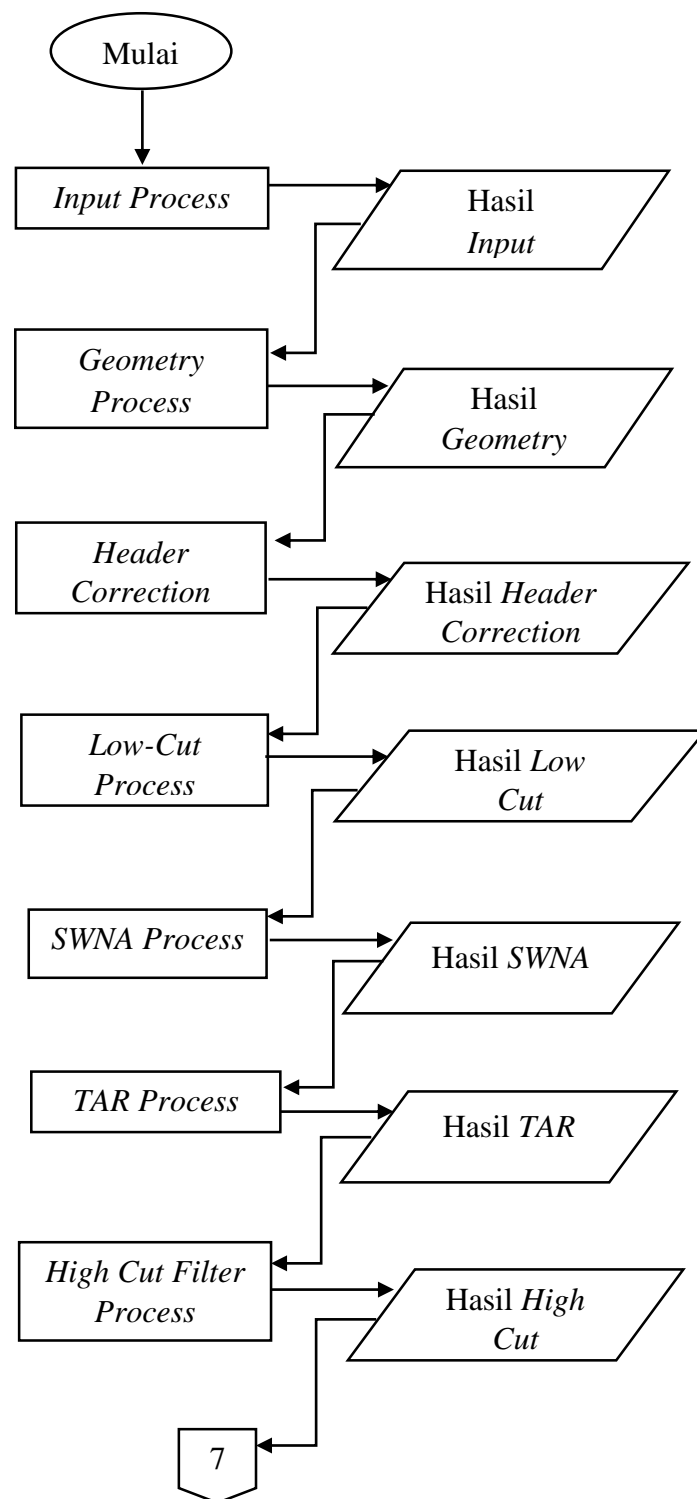 Mulai
Input Process
Hasil
Input
Geometry
Process
Hasil
Geometry
Header
Correction
Hasil Header
Correction
Low-Cut
Process
Hasil Low
Cut
SWNA Process
Hasil SWNA
TAR Process
Hasil TAR
High Cut Filter
Process
Hasil High
Cut
7